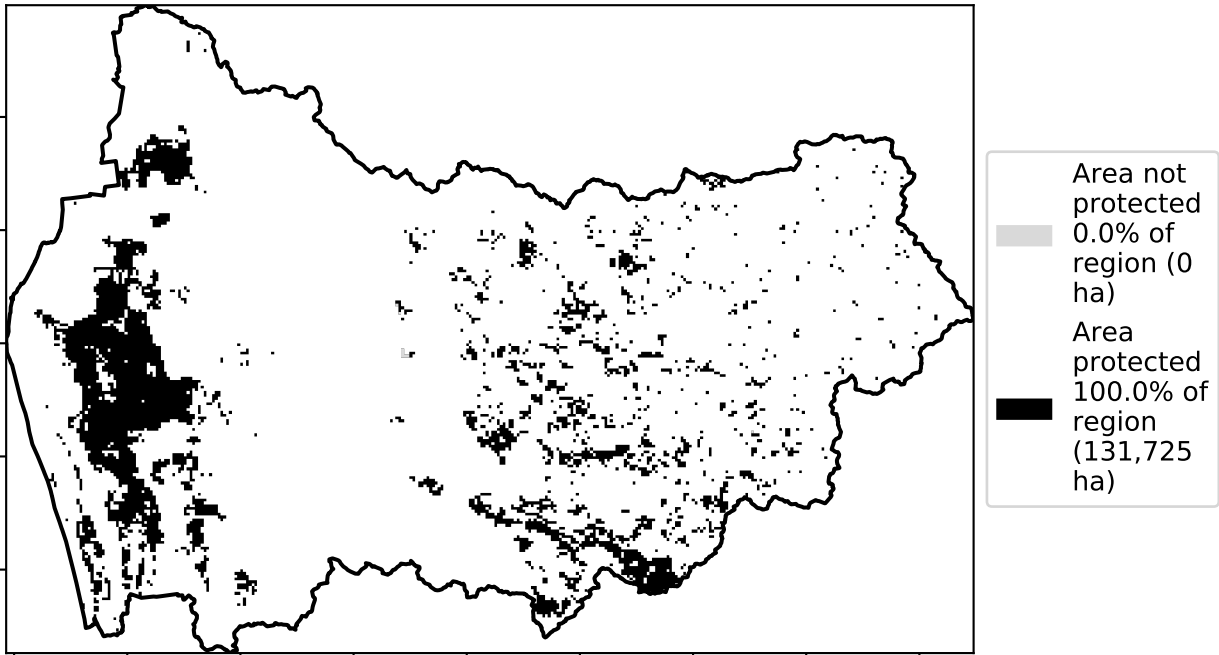 Area not
protected
0.0% of
region (0
ha)
Area
protected
100.0% of
region
(131,725
ha)